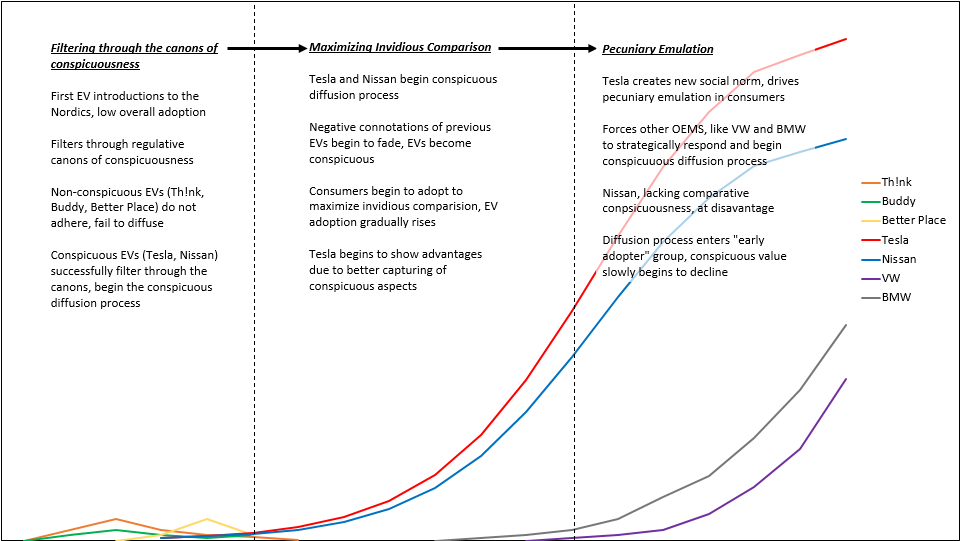 Filtering through the canons of
conspicuousness
First EV introductions to the
Nordics, low overall adoption
Filters through regulative
canons of conspicuousness
Non-conspicuous EVs (Th!nk,
Buddy, Better Place) do not
adhere, fail to diffuse
Conspicuous EVs (Tesla, Nissan)
successfully filter through the
canons, begin the conspicuous
diffusion process
Maximizing Invidious Comparison
Tesla and Nissan begin conspicuous
diffusion process
Negative connotations of previous
EVs begin to fade, EVs become
conspicuous
Consumers begin to adopt to
maximize invidious comparision, EV
adoption gradually rises
Tesla begins to show advantages
due to better capturing of
conspicuous aspects
Pecuniary Emulation
Tesla creates new social norm, drives
pecuniary emulation in consumers
Forces other OEMS, like VW and BMW
to strategically respond and begin
conspicuuous diffusion process
Nissan, lacking comparative
conpsicuousness, at disavantage
Diffusion process enters "early
adopter" group, conspicuous value
slowly begins to decline
Th!nk
Buddy
Better Place
Tesla
Nissan
VW
BMW